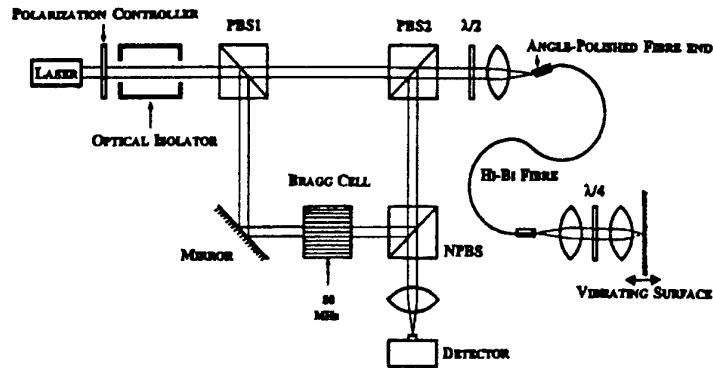 POLARIZATION CONTROLLER
PBS1
PBS2
λ/2
ANGLE-POLISHED FIBRE END
LASER
OPTICAL ISOLATOR
HI-BI FIBRE
BRAGG CELL
λ/4
MIRROR
NPBS
80
MHz
VIBRATING SURFACE
DETECTOR